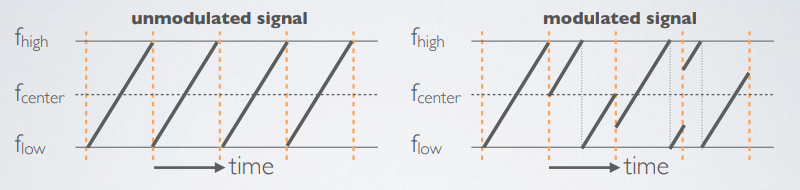 unmodulated signal
fhigh
fcenter
flow
time
modulated signal
fhigh
fcenter
flow
time